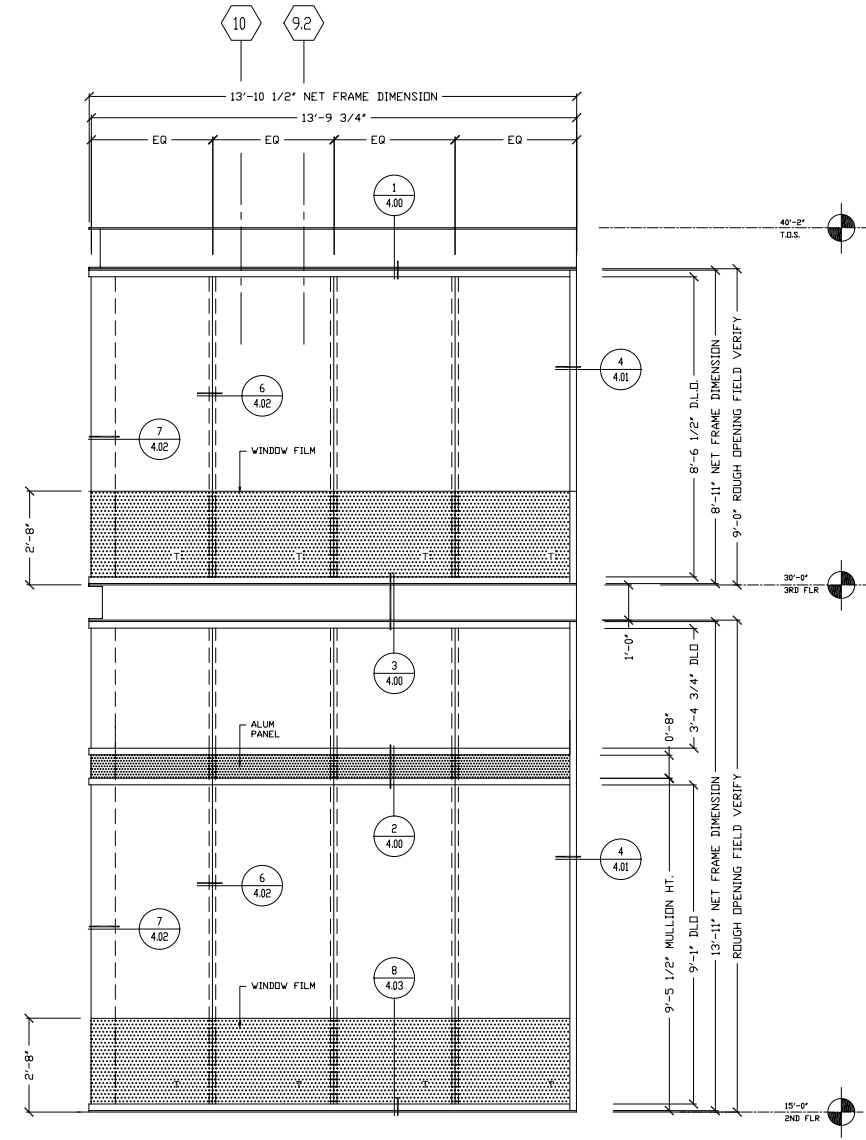 10
9.2
13'-10 1/2" NET FRAME DIMENSION
13'-9 3/4"
EQ
EQ
EQ
EQ
1
4.00
40'-2"
T.O.S.
4
4.01
6
4.02
7
4.02
WINDOW FILM
8'-6 1/2" D.L.O.
8'-11" NET FRAME DIMENSION
9'-0" ROUGH OPENING FIELD VERIFY
2'-8"
T
T
T
T
30'-0"
3RD FLR
1'-0"
3
4.00
3'-4 3/4" DLO
0'-8"
ALUM
PANEL
2
4.00
4
4.01
6
4.02
7
4.02
9'-5 1/2" MULLION HT.
9'-1" DLO
13'-11" NET FRAME DIMENSION
ROUGH OPENING FIELD VERIFY
8
4.03
WINDOW FILM
2'-8"
T
T
T
T
15'-0"
2ND FLR